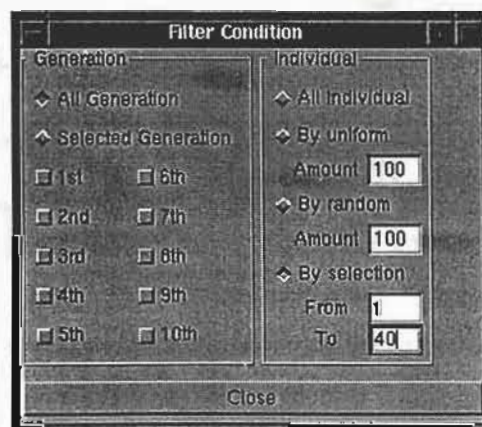 Filter Condition
Generation
All Generation
Selected Generation
1st
6th
2nd
7th
3rd
8th
4th
9th
5th
10th
Individual
All Individual
By uniform
Amount 100
By random
Amount 100
By selection
From 1
To 40
Close